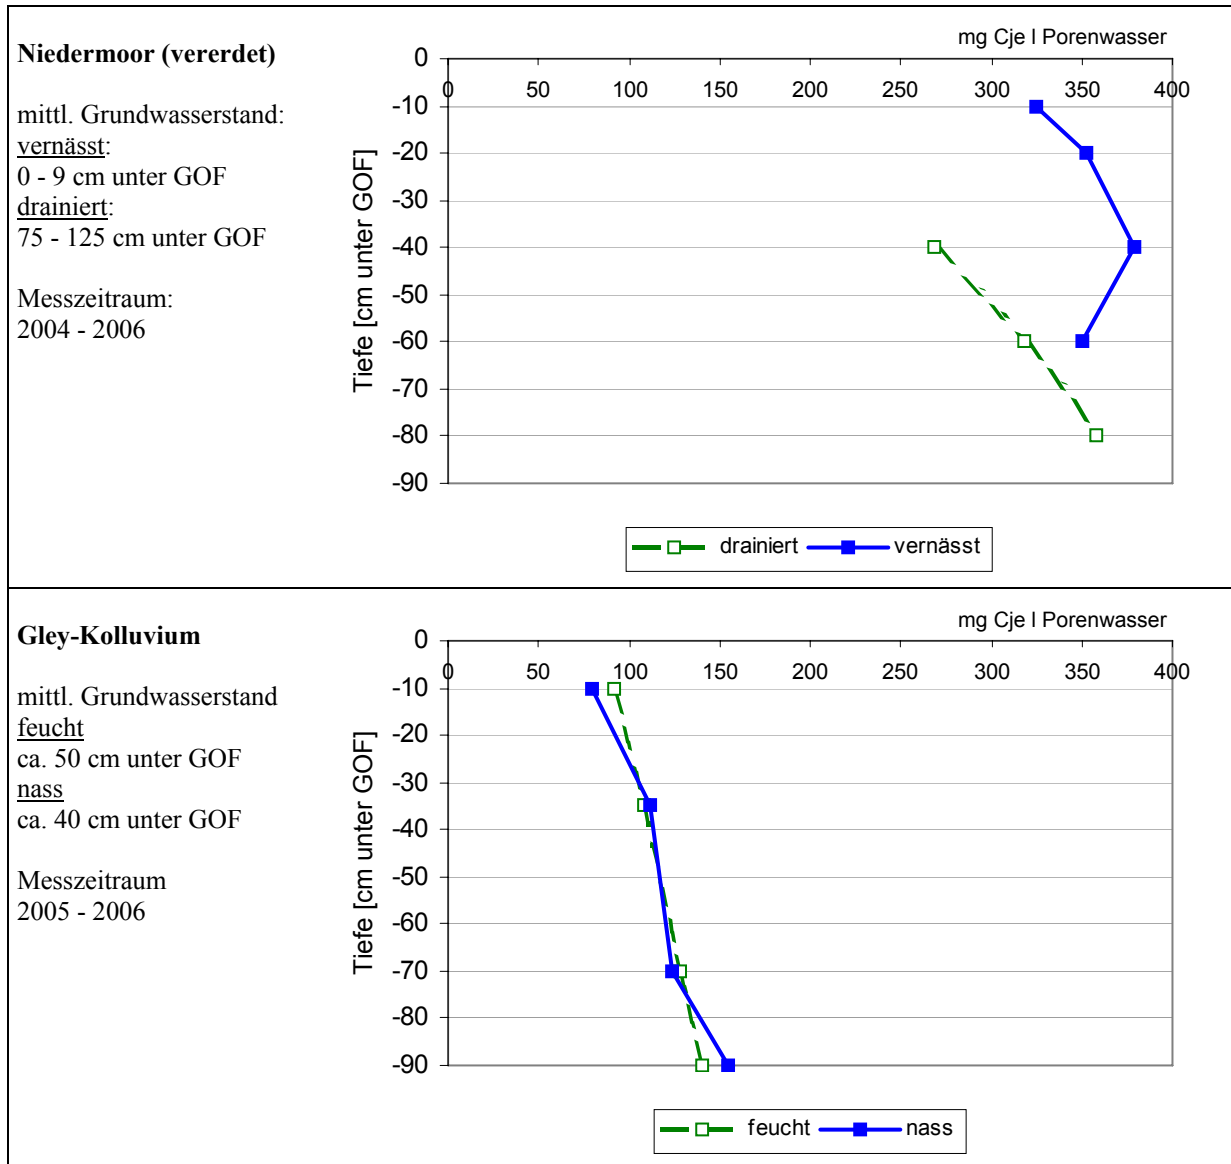 Niedermoor (vererdet)
mittl. Grundwasserstand:
vernässt:
0 - 9 cm unter GOF
drainiert:
75 - 125 cm unter GOF
Messzeitraum:
2004 - 2006
mg Cje l Porenwasser
0 50 100 150 200 250 300 350 400
Tiefe [cm unter GOF]
0
-10
-20
-30
-40
-50
-60
-70
-80
-90
drainiert vernässt
Gley-Kolluvium
mittl. Grundwasserstand
feucht
ca. 50 cm unter GOF
nass
ca. 40 cm unter GOF
Messzeitraum
2005 - 2006
mg Cje l Porenwasser
0 50 100 150 200 250 300 350 400
Tiefe [cm unter GOF]
0
-10
-20
-30
-40
-50
-60
-70
-80
-90
feucht nass